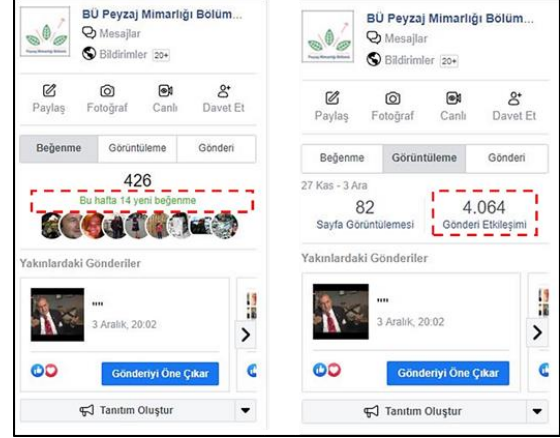 BÜ Peyzaj Mimarlığı Bölüm...
Mesajlar
Bildirimler 20+
Paylaş Fotoğraf Canlı Davet Et
Beğenme Görüntüleme Gönderi
426
Bu hafta 14 yeni beğenme
Yakınlardaki Gönderiler
""
3 Aralık, 20:02
Gönderiyi Öne Çıkar
Tanıtım Oluştur
BÜ Peyzaj Mimarlığı Bölüm...
Mesajlar
Bildirimler 20+
Paylaş Fotoğraf Canlı Davet Et
Beğenme Görüntüleme Gönderi
27 Kas - 3 Ara
82 4.064
Sayfa Görüntülemesi Gönderi Etkileşimi
Yakınlardaki Gönderiler
""
3 Aralık, 20:02
Gönderiyi Öne Çıkar
Tanıtım Oluştur